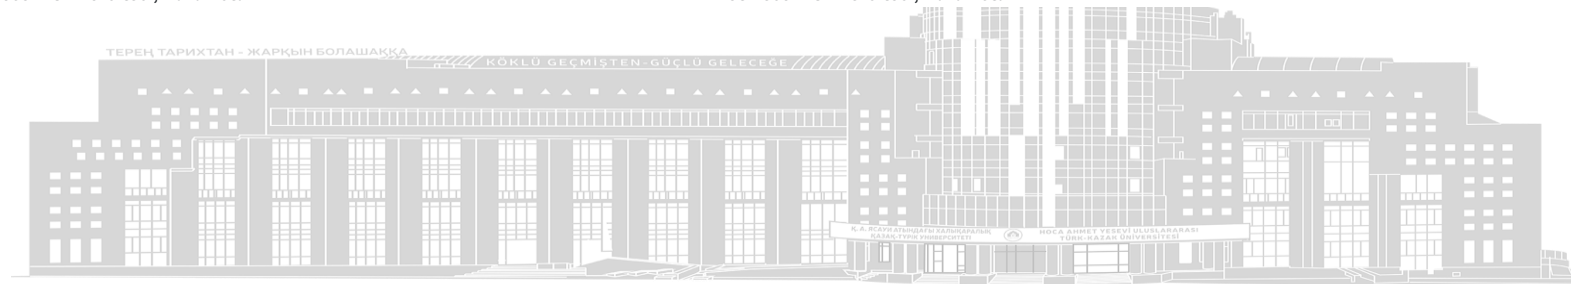 ТЕРЕҢ ТАРИХТАН - ЖАРҚЫН БОЛАШАҚҚА
KÖKLÜ GEÇMİŞTEN-GÜÇLÜ GELECEĞE
Қ. А. ЯСАУИ АТЫНДАҒЫ ХАЛЫҚАРАЛЫҚ
ҚАЗАҚ-ТҮРІК УНИВЕРСИТЕТІ
HOCA AHMET YESEVİ ULUSLARARASI
TÜRK-KAZAK ÜNİVERSİTESİ